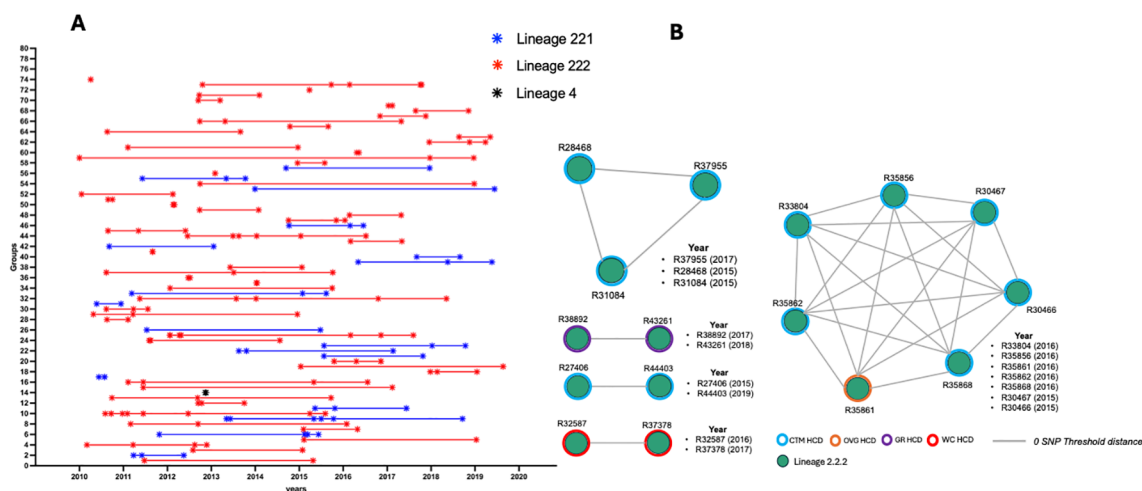 A
Lineage 221
Lineage 222
Lineage 4
Groups
80
78
76
74
72
70
68
66
64
62
60
58
56
54
52
50
48
46
44
42
40
38
36
34
32
30
28
26
24
22
20
18
16
14
12
10
8
6
4
2
0
2010 2011 2012 2013 2014 2015 2016 2017 2018 2019 2020
years
B
R28468
R37955
R31084
Year
• R37955 (2017)
• R28468 (2015)
• R31084 (2015)
R38892 R43261
Year
• R38892 (2017)
• R43261 (2018)
R27406 R44403
Year
• R27406 (2015)
• R44403 (2019)
R32587 R37378
Year
• R32587 (2016)
• R37378 (2017)
R35856
R30467
R33804
R30466
R35862
R35868
R35861
Year
• R33804 (2016)
• R35856 (2016)
• R35861 (2016)
• R35862 (2016)
• R35868 (2016)
• R30467 (2015)
• R30466 (2015)
CTM HCD OVG HCD GR HCD WC HCD 0 SNP Threshold distance
Lineage 2.2.2